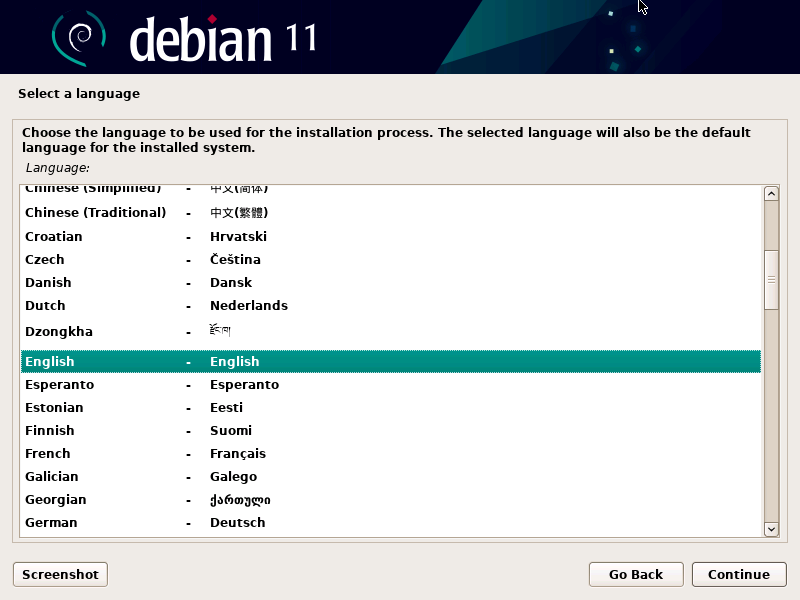 debian 11
Select a language
Choose the language to be used for the installation process. The selected language will also be the default
language for the installed system.
Language:
Chinese (Simplified) - 中文(简体)
Chinese (Traditional) - 中文(繁體)
Croatian - Hrvatski
Czech - Čeština
Danish - Dansk
Dutch - Nederlands
Dzongkha - རྫོང་ཁ།
English - English
Esperanto - Esperanto
Estonian - Eesti
Finnish - Suomi
French - Français
Galician - Galego
Georgian - ქართული
German - Deutsch
Screenshot Go Back Continue